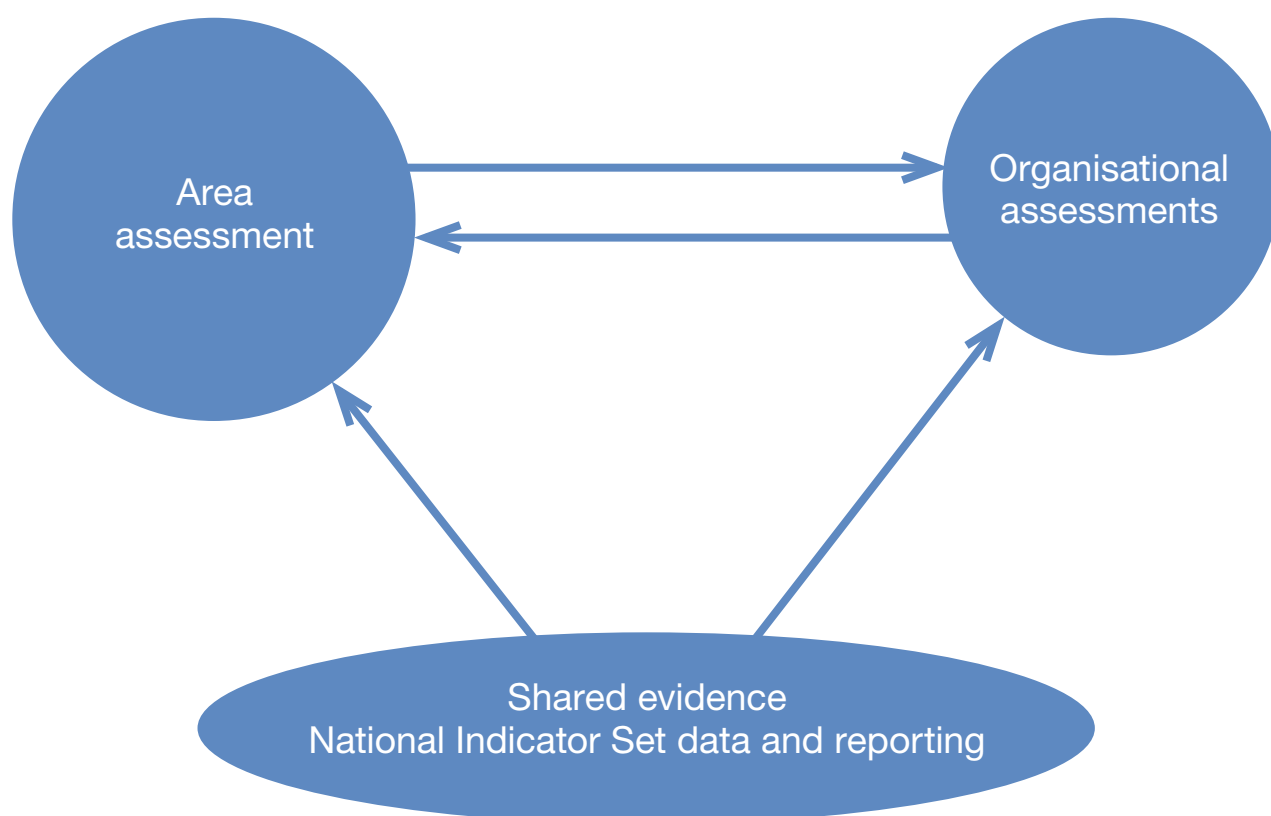 Area
assessment
Organisational
assessments
Shared evidence
National Indicator Set data and reporting